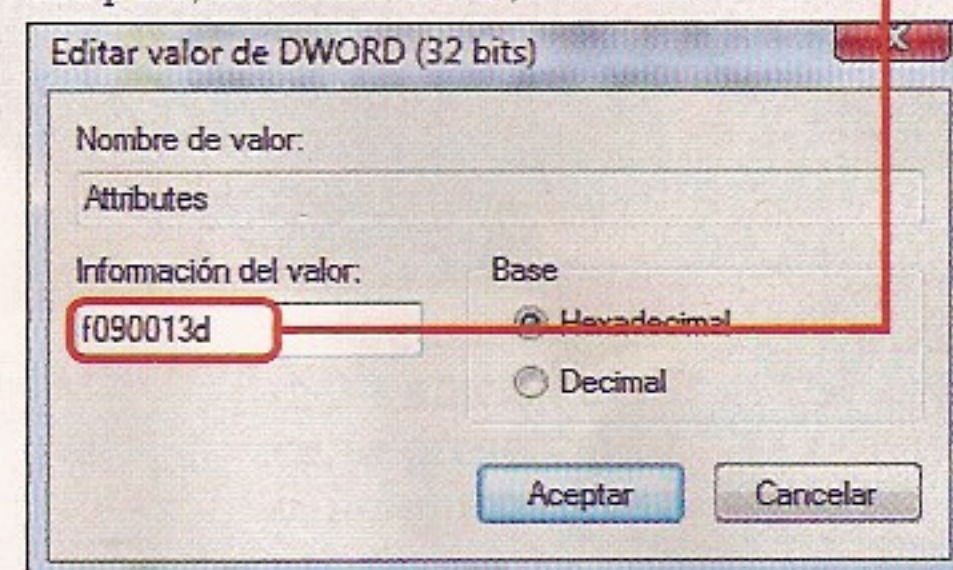 Editar valor de DWORD (32 bits)
Nombre de valor:
Attributes
Información del valor:
f090013d
Base
Hexadecimal
Decimal
Aceptar
Cancelar